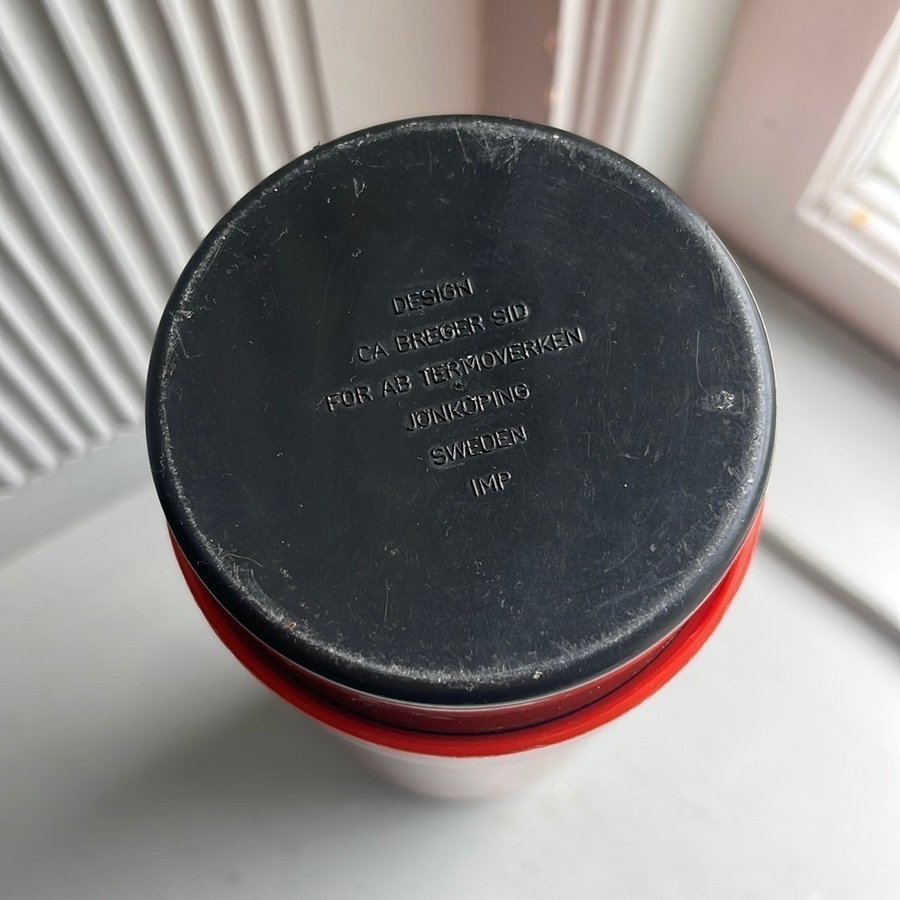 DESIGN
CA BREGER SID
FÖR AB TERMOVERKEN
JÖNKÖPING
SWEDEN
IMP